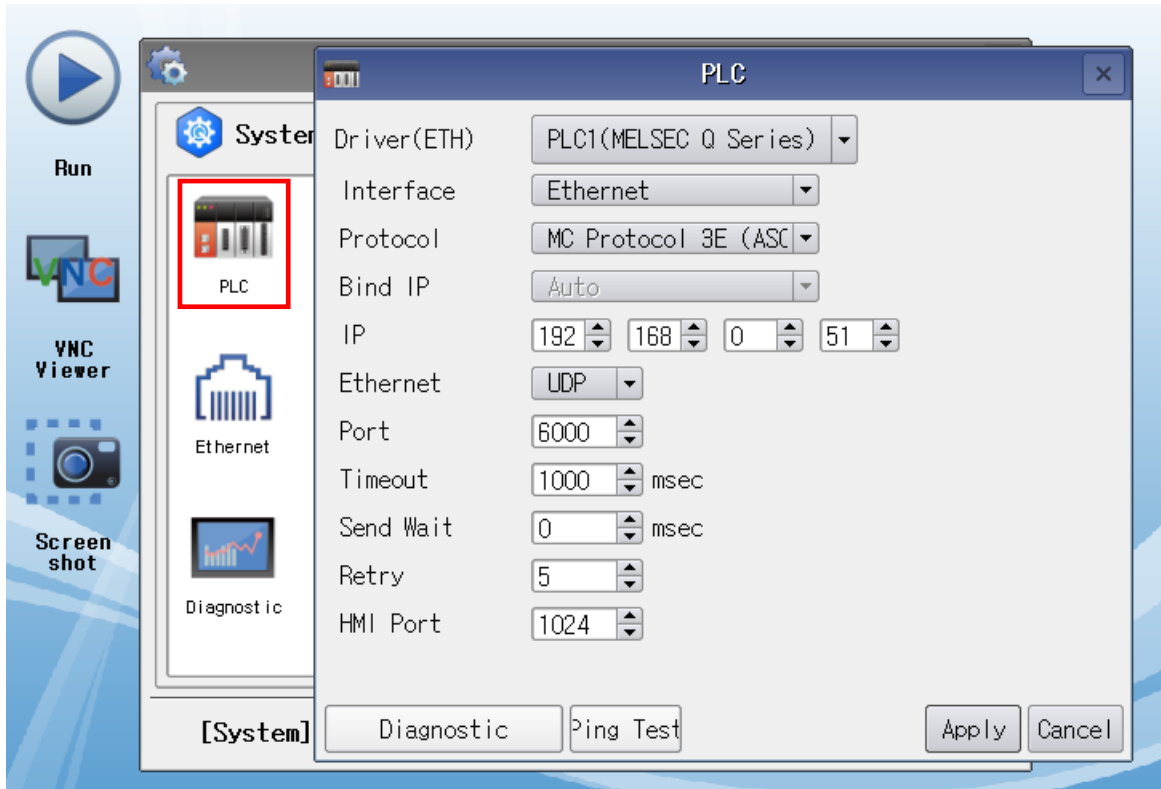 Run
VNC
VNC
Viewer
Screen
shot
System
PLC
Ethernet
Diagnostic
[System]
PLC
Driver(ETH) PLC1(MELSEC Q Series)
Interface Ethernet
Protocol MC Protocol 3E (ASC
Bind IP Auto
IP 192 168 0 51
Ethernet UDP
Port 6000
Timeout 1000 msec
Send Wait 0 msec
Retry 5
HMI Port 1024
Diagnostic Ping Test Apply Cancel